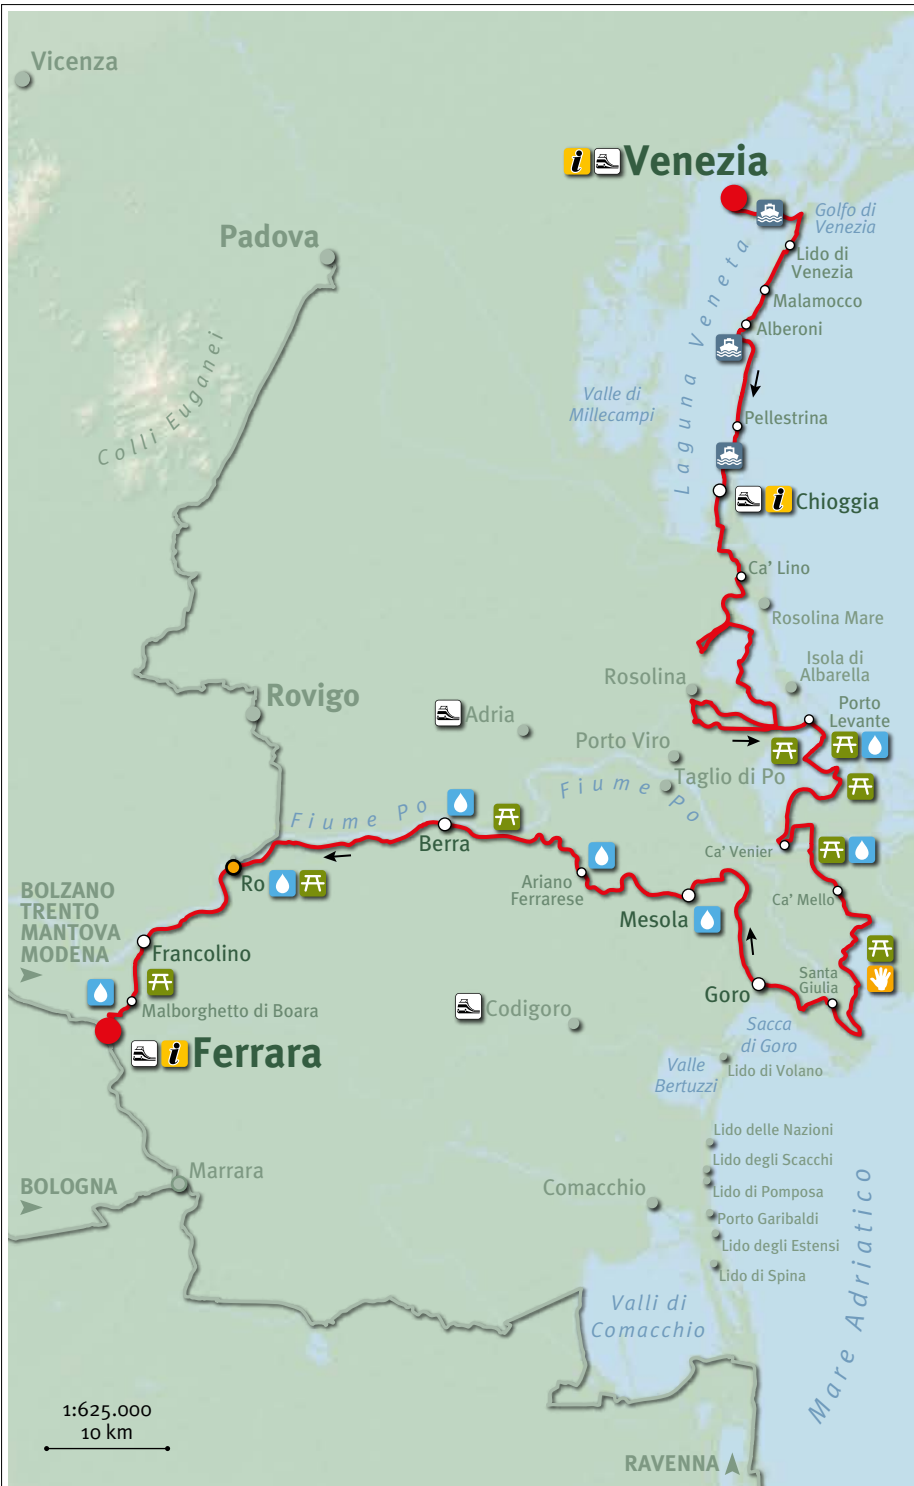 Vicenza
Venezia
Golfo di
Venezia
Padova
Lido di
Venezia
Malamocco
Alberoni
Laguna Veneta
Colli Euganei
Valle di
Millecampi
Pellestrina
Chioggia
Ca' Lino
Rosolina Mare
Isola di
Albarella
Rosolina
Porto
Levante
Rovigo
Adria
Porto Viro
Taglio di Po
Fiume Po
Fiume Po
Berra
Ca' Venier
Ro
Ariano
Ferrarese
Ca' Mello
BOLZANO
TRENTO
MANTOVA
MODENA
Mesola
Francolino
Santa
Giulia
Goro
Malborghetto di Boara
Codigoro
Sacca
di Goro
Ferrara
Valle
Bertuzzi
Lido di Volano
Lido delle Nazioni
Lido degli Scacchi
Marrara
BOLOGNA
Comacchio
Lido di Pomposa
Porto Garibaldi
Lido degli Estensi
Lido di Spina
Mare Adriatico
Valli di
Comacchio
1:625.000
10 km
RAVENNA